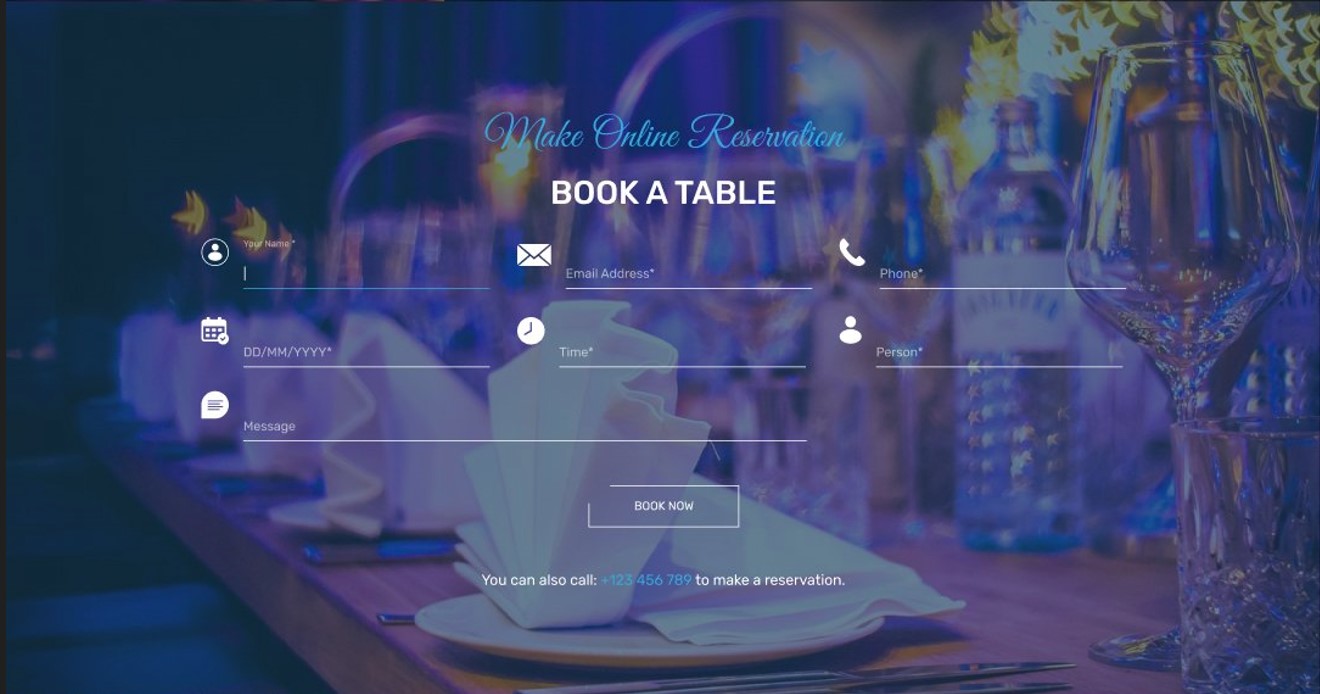 Make Online Reservation
BOOK A TABLE
Your Name *
Email Address*
Phone*
DD/MM/YYYY*
Time*
Person*
Message
BOOK NOW
You can also call: +123 456 789 to make a reservation.